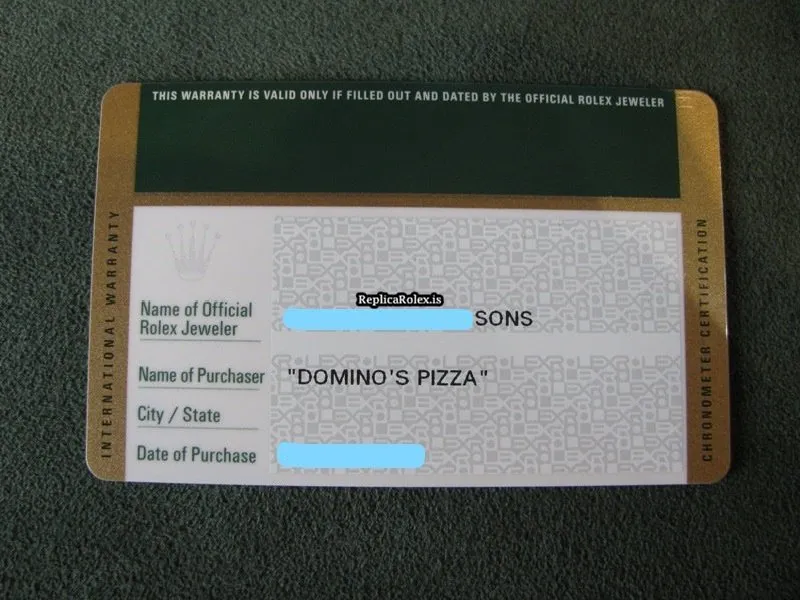 THIS WARRANTY IS VALID ONLY IF FILLED OUT AND DATED BY THE OFFICIAL ROLEX JEWELER
INTERNATIONAL WARRANTY
ReplicaRolex.is
Name of Official
Rolex Jeweler
SONS
Name of Purchaser "DOMINO'S PIZZA"
City / State
Date of Purchase
CHRONOMETER CERTIFICATION